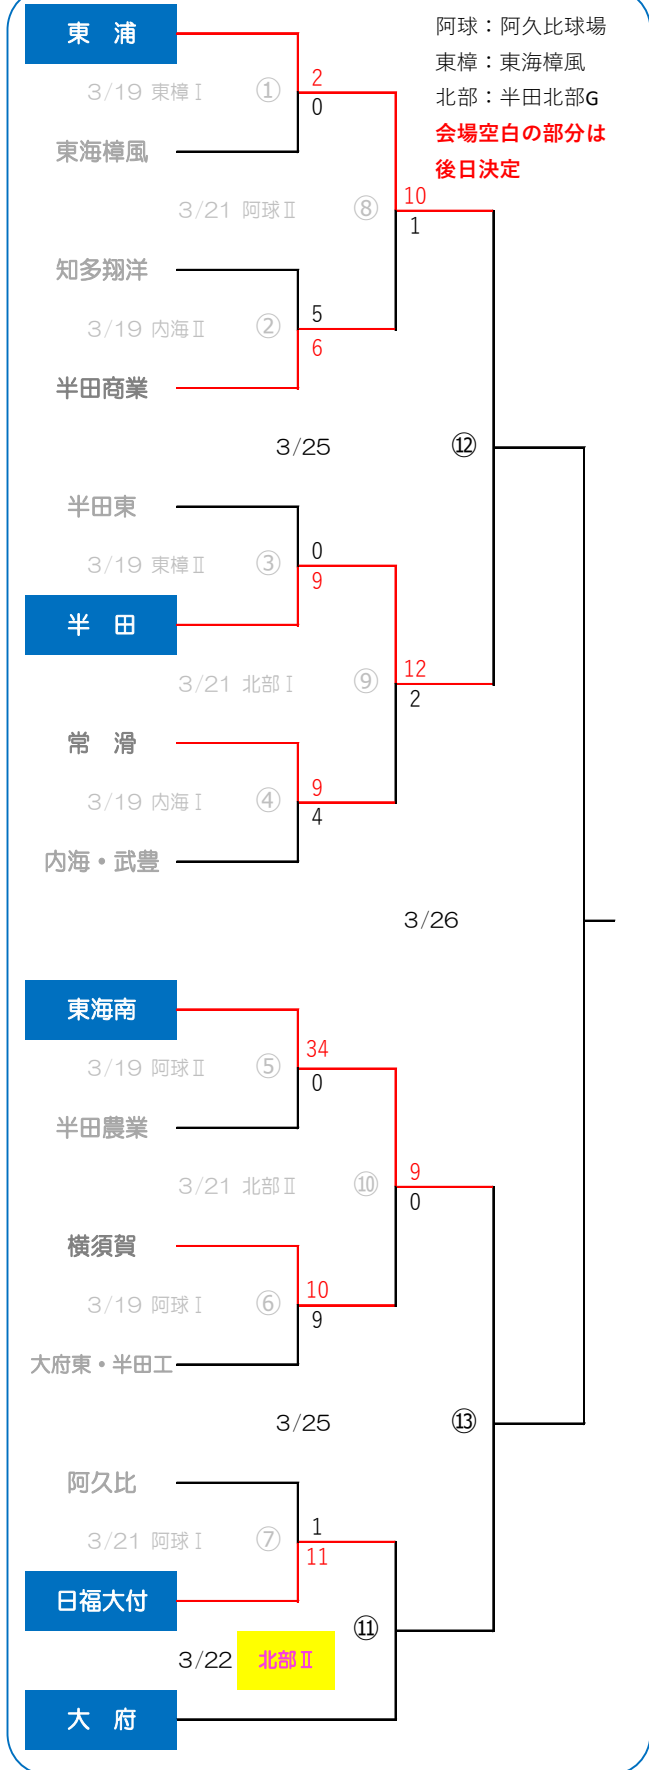 東　浦
阿球：阿久比球場
東樟：東海樟風
北部：半田北部G
会場空白の部分は
後日決定
3/19 東樟Ⅰ ①
2
0
東海樟風
3/21 阿球Ⅱ ⑧
10
1
知多翔洋
3/19 内海Ⅱ ②
5
6
半田商業
3/25 ⑫
半田東
3/19 東樟Ⅱ ③
0
9
半　田
3/21 北部Ⅰ ⑨
12
2
常　滑
3/19 内海Ⅰ ④
9
4
内海・武豊
3/26
東海南
3/19 阿球Ⅱ ⑤
34
0
半田農業
3/21 北部Ⅱ ⑩
9
0
横須賀
3/19 阿球Ⅰ ⑥
10
9
大府東・半田工
3/25 ⑬
阿久比
3/21 阿球Ⅰ ⑦
1
11
日福大付
⑪
3/22 北部Ⅱ
大　府